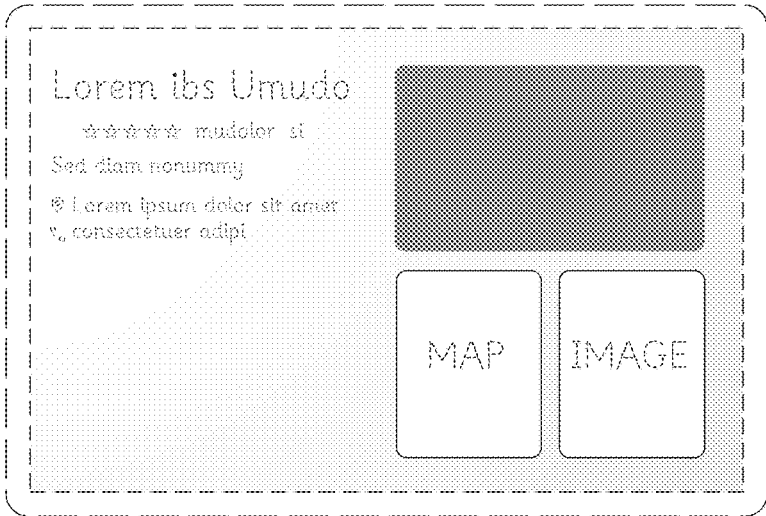 Lorem ibs Umudo
☆☆☆☆☆ mudolor si
Sed diam nonummy
Lorem ipsum dolor sit amet
consectetuer adipi
MAP
IMAGE